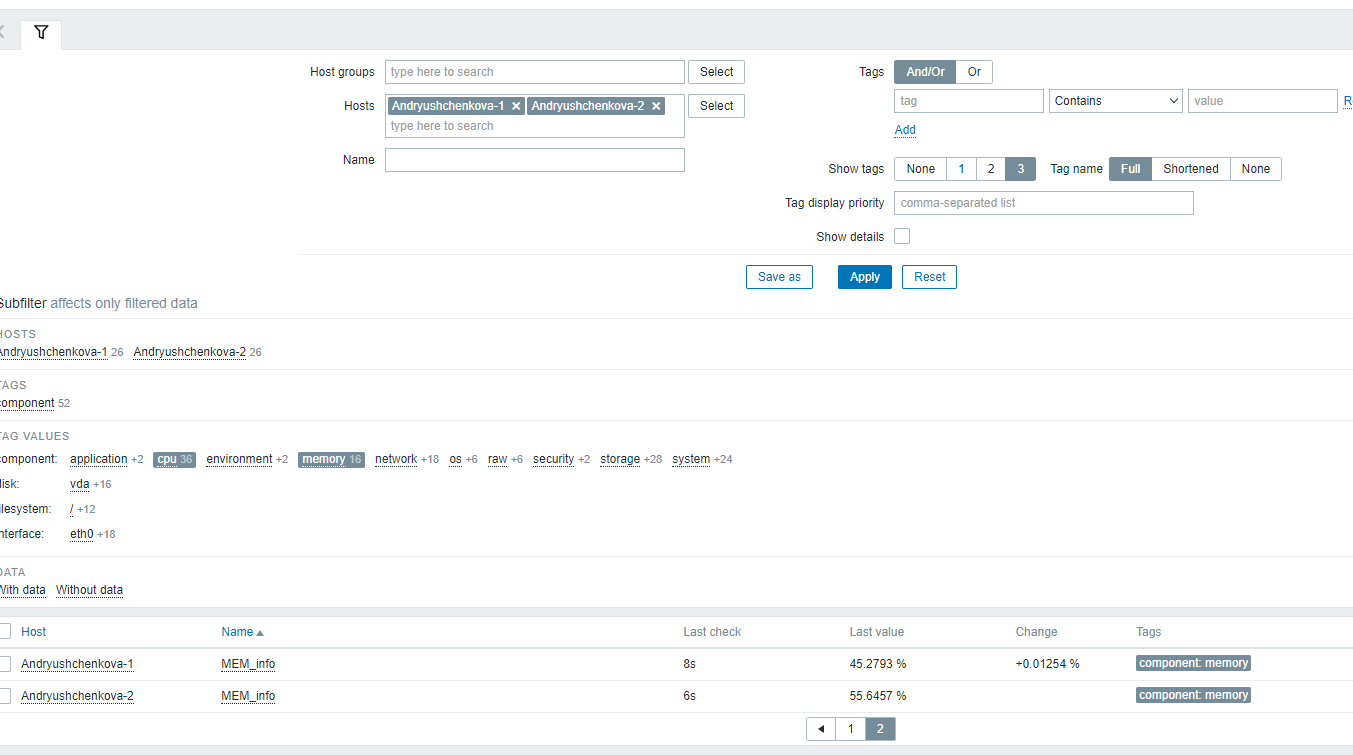 Host groups type here to search Select Tags And/Or Or
Hosts Andryushchenkova-1 Andryushchenkova-2 Select tag Contains value
type here to search Add
Name
Show tags None 1 2 3 Tag name Full Shortened None
Tag display priority comma-separated list
Show details
Save as Apply Reset
Subfilter affects only filtered data
HOSTS
Andryushchenkova-1 26 Andryushchenkova-2 26
TAGS
component 52
TAG VALUES
component: application +2 cpu 36 environment +2 memory 16 network +18 os +6 raw +6 security +2 storage +28 system +24
disk: vda +16
filesystem: / +12
interface: eth0 +18
DATA
With data Without data
Host Name Last check Last value Change Tags
Andryushchenkova-1 MEM_info 8s 45.2793 % +0.01254 % component: memory
Andryushchenkova-2 MEM_info 6s 55.6457 % component: memory
1 2